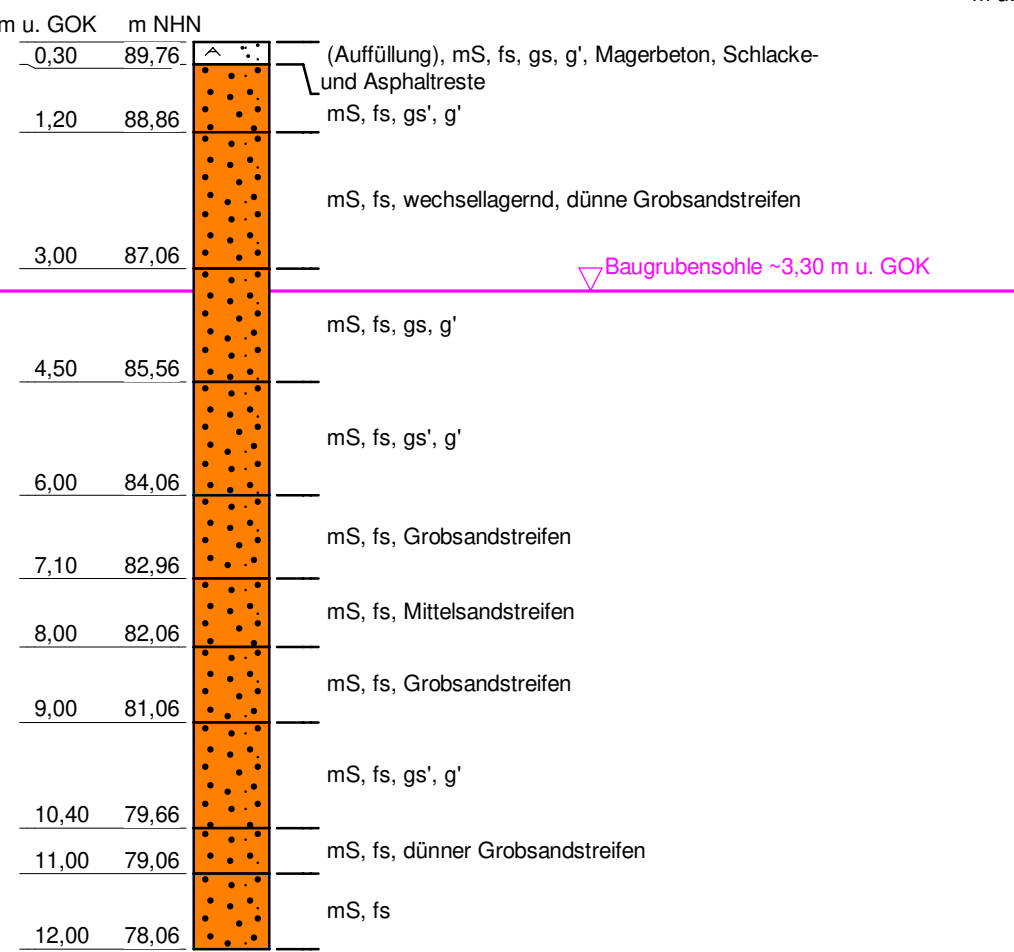 m u. GOK m NHN
0,30 89,76 (Auffüllung), mS, fs, gs, g', Magerbeton, Schlacke-
und Asphaltreste
1,20 88,86 mS, fs, gs', g'
mS, fs, wechsellagernd, dünne Grobsandstreifen
3,00 87,06
Baugrubensohle ~3,30 m u. GOK
mS, fs, gs, g'
4,50 85,56
mS, fs, gs', g'
6,00 84,06
mS, fs, Grobsandstreifen
7,10 82,96
mS, fs, Mittelsandstreifen
8,00 82,06
mS, fs, Grobsandstreifen
9,00 81,06
mS, fs, gs', g'
10,40 79,66
mS, fs, dünner Grobsandstreifen
11,00 79,06
mS, fs
12,00 78,06